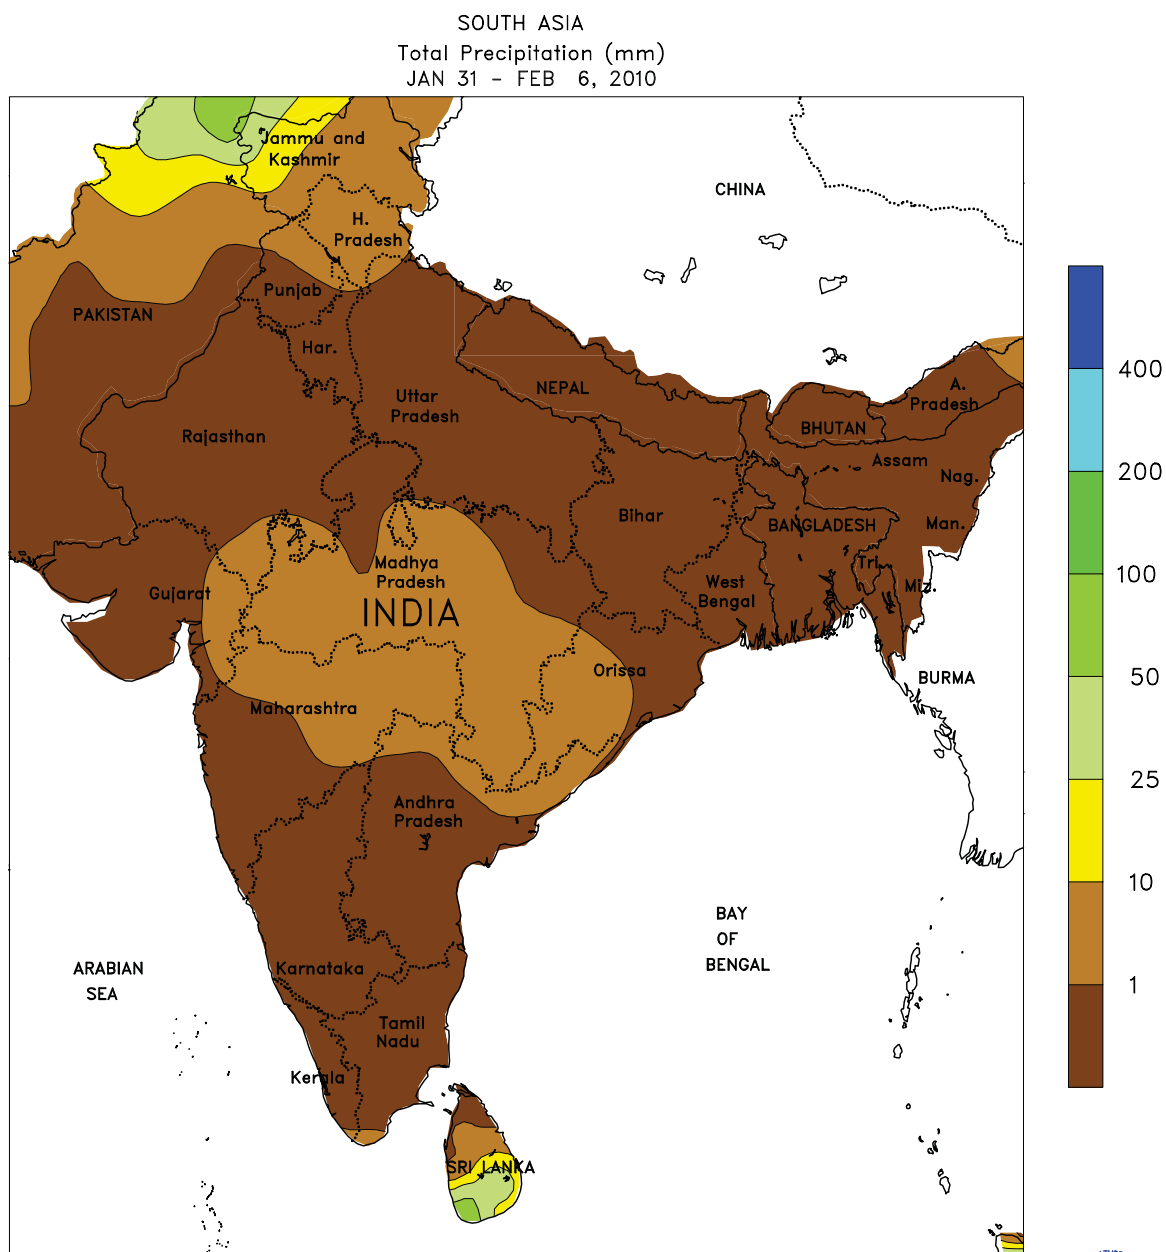 SOUTH ASIA
Total Precipitation (mm)
JAN 31 - FEB 6, 2010
Jammu and
Kashmir
CHINA
H.
Pradesh
Punjab
PAKISTAN
Har.
NEPAL
A.
Pradesh
Uttar
Pradesh
BHUTAN
Rajasthan
Assam
Nag.
Bihar
BANGLADESH
Man.
Madhya
Pradesh
Tri.
Gujarat
West
Bengal
Miz.
INDIA
Orissa
BURMA
Maharashtra
Andhra
Pradesh
BAY
OF
BENGAL
ARABIAN
SEA
Karnataka
Tamil
Nadu
Kerala
SRI LANKA
400
200
100
50
25
10
1